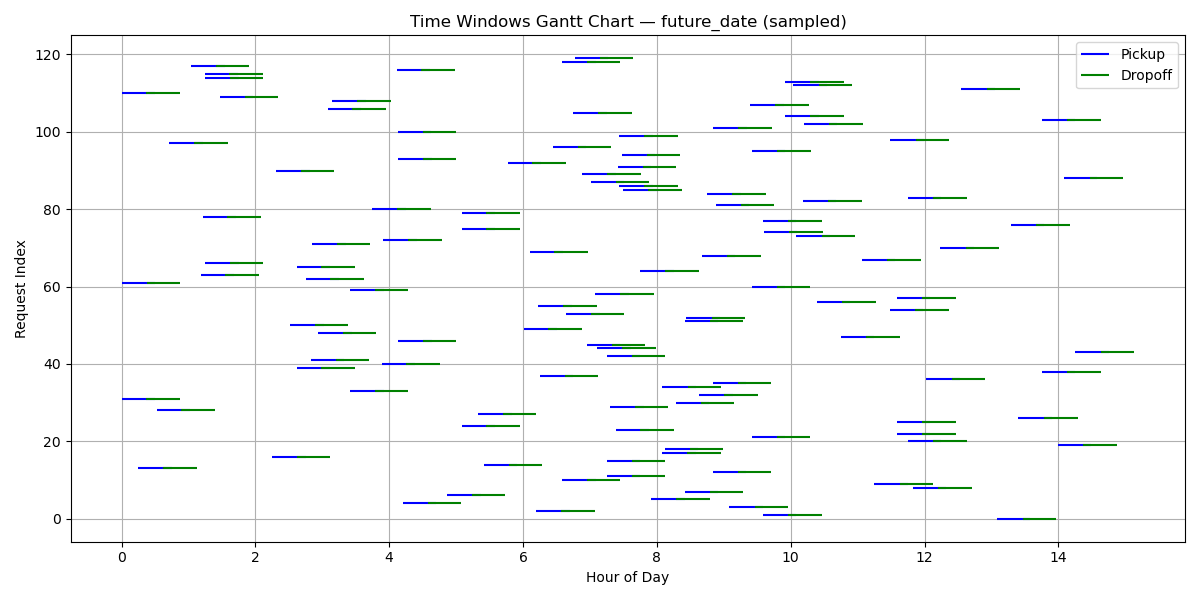 Time Windows Gantt Chart — future_date (sampled)
Pickup
Dropoff
Request Index
120
100
80
60
40
20
0
0 2 4 6 8 10 12 14
Hour of Day